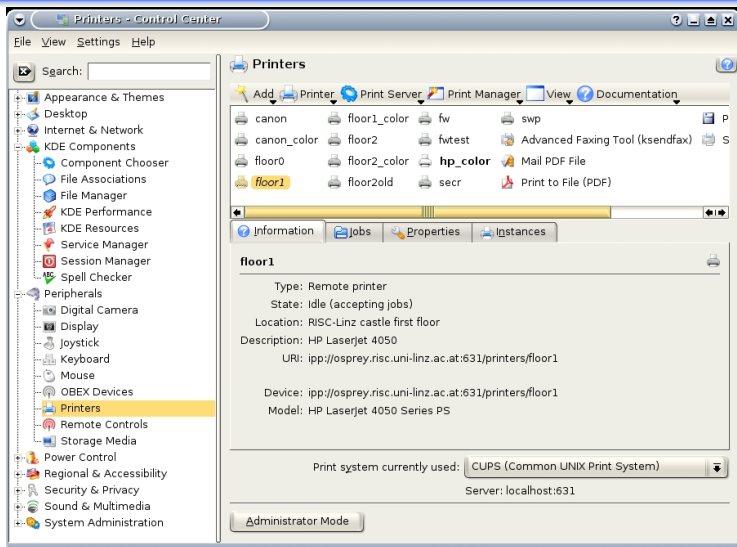 Printers - Control Center
File View Settings Help
Search:
Appearance & Themes
Desktop
Internet & Network
KDE Components
Component Chooser
File Associations
File Manager
KDE Performance
KDE Resources
Service Manager
Session Manager
Spell Checker
Peripherals
Digital Camera
Display
Joystick
Keyboard
Mouse
OBEX Devices
Printers
Remote Controls
Storage Media
Power Control
Regional & Accessibility
Security & Privacy
Sound & Multimedia
System Administration
Printers
Add Printer Print Server Print Manager View Documentation
canon floor1_color fw swp P
canon_color floor2 fwtest Advanced Faxing Tool (ksendfax) S
floor0 floor2_color hp_color Mail PDF File
floor1 floor2old secr Print to File (PDF)
Information Jobs Properties Instances
floor1
Type: Remote printer
State: Idle (accepting jobs)
Location: RISC-Linz castle first floor
Description: HP LaserJet 4050
URI: ipp://osprey.risc.uni-linz.ac.at:631/printers/floor1
Device: ipp://osprey.risc.uni-linz.ac.at:631/printers/floor1
Model: HP LaserJet 4050 Series PS
Print system currently used: CUPS (Common UNIX Print System)
Server: localhost:631
Administrator Mode